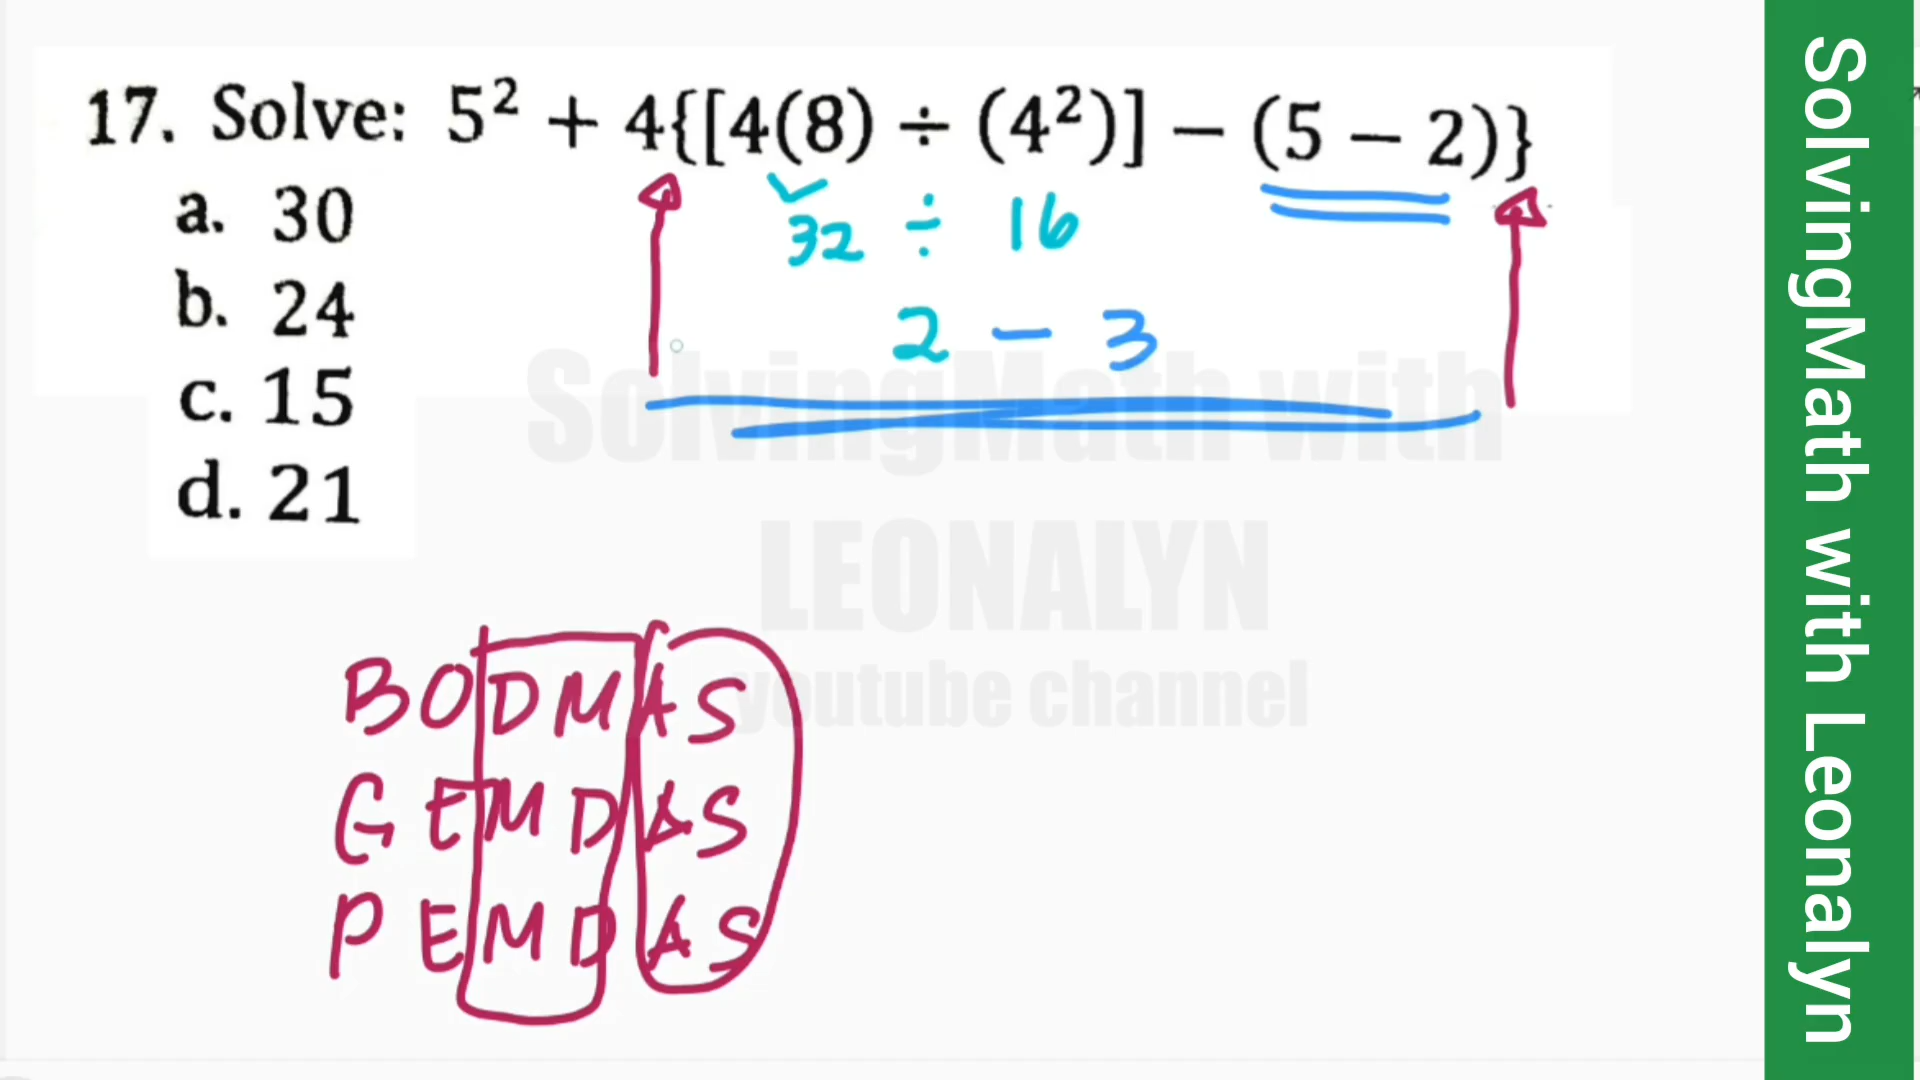 17. Solve: 5² + 4{[4(8) ÷ (4²)] − (5 − 2)}
a. 30
b. 24
c. 15
d. 21
32 ÷ 16
2 − 3
SolvingMath with
LEONALYN
youtube channel
BODMAS
GEMDAS
PEMDAS
SolvingMath with Leonalyn